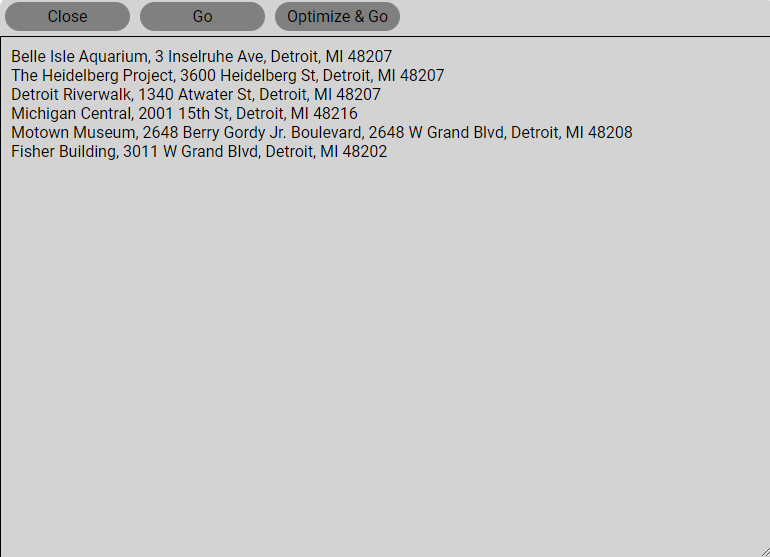 Close Go Optimize & Go
Belle Isle Aquarium, 3 Inselruhe Ave, Detroit, MI 48207
The Heidelberg Project, 3600 Heidelberg St, Detroit, MI 48207
Detroit Riverwalk, 1340 Atwater St, Detroit, MI 48207
Michigan Central, 2001 15th St, Detroit, MI 48216
Motown Museum, 2648 Berry Gordy Jr. Boulevard, 2648 W Grand Blvd, Detroit, MI 48208
Fisher Building, 3011 W Grand Blvd, Detroit, MI 48202